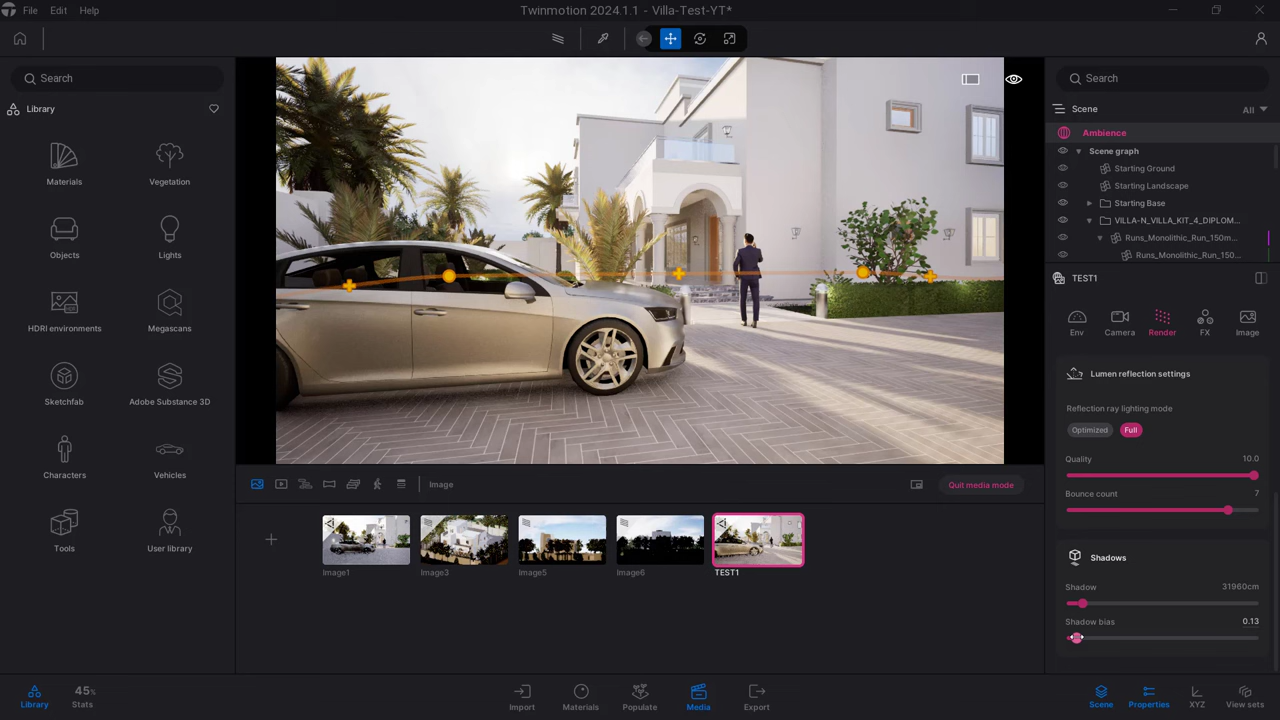 File Edit Help
Twinmotion 2024.1.1 - Villa-Test-YT*
Search
Library
Materials
Vegetation
Objects
Lights
HDRI environments
Megascans
Sketchfab
Adobe Substance 3D
Characters
Vehicles
Tools
User library
Image
Quit media mode
Image1
Image3
Image5
Image6
TEST1
Search
Scene
All
Ambience
Scene graph
Starting Ground
Starting Landscape
Starting Base
VILLA-N_VILLA_KIT_4_DIPLOM...
Runs_Monolithic_Run_150m...
Runs_Monolithic_Run_150...
TEST1
Env
Camera
Render
FX
Image
Lumen reflection settings
Reflection ray lighting mode
Optimized
Full
Quality 10.0
Bounce count 7
Shadows
Shadow 31960cm
Shadow bias 0.13
Library
45%
Stats
Import
Materials
Populate
Media
Export
Scene
Properties
XYZ
View sets